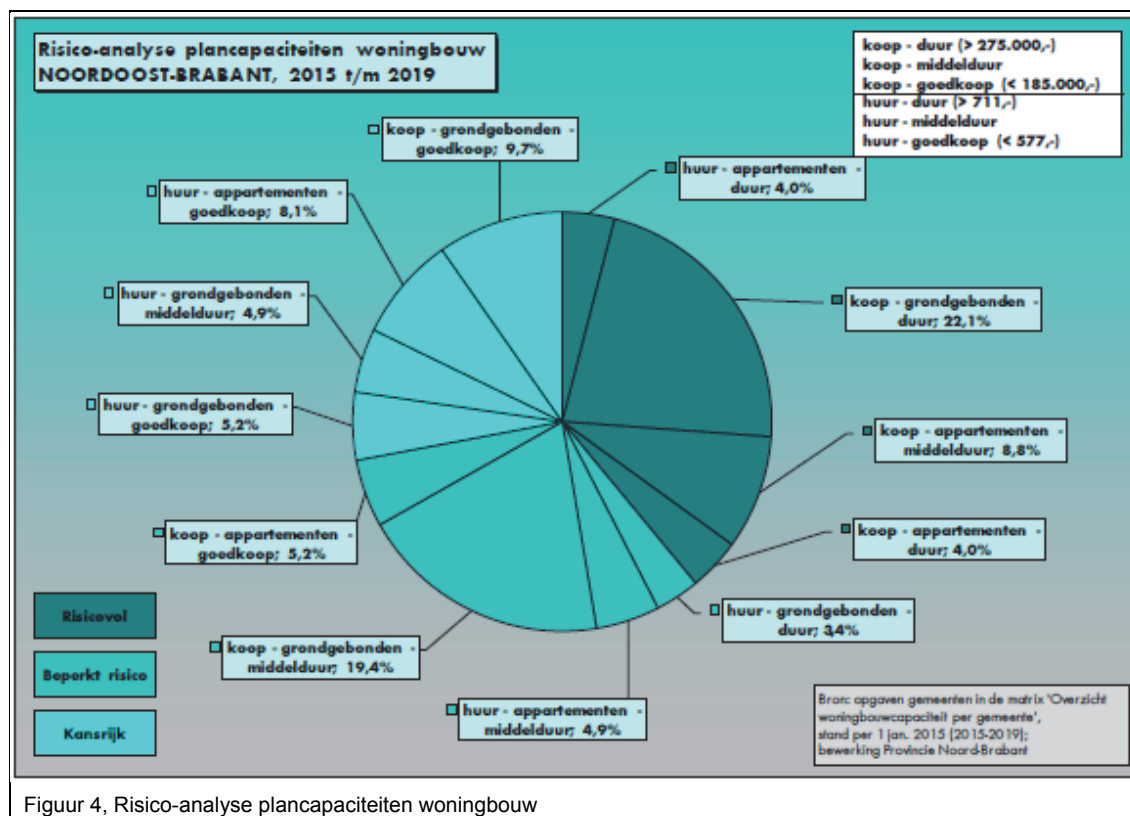 Risico-analyse plancapaciteiten woningbouw
NOORDOOST-BRABANT, 2015 t/m 2019
koop - duur (> 275.000,-)
koop - middelduur
koop - goedkoop (< 185.000,-)
huur - duur (> 711,-)
huur - middelduur
huur - goedkoop (< 577,-)
koop - grondgebonden -
goedkoop; 9,7%
huur - appartementen -
duur; 4,0%
huur - appartementen -
goedkoop; 8,1%
huur - grondgebonden -
middelduur; 4,9%
koop - grondgebonden -
duur; 22,1%
huur - grondgebonden -
goedkoop; 5,2%
koop - appartementen -
middelduur; 8,8%
koop - appartementen -
goedkoop; 5,2%
koop - appartementen -
duur; 4,0%
huur - grondgebonden -
duur; 3,4%
koop - grondgebonden -
middelduur; 19,4%
huur - appartementen -
middelduur; 4,9%
Risicovol
Beperkt risico
Kansrijk
Bron: opgaven gemeenten in de matrix 'Overzicht
woningbouwcapaciteit per gemeente',
stand per 1 jan. 2015 (2015-2019);
bewerking Provincie Noord-Brabant
Figuur 4, Risico-analyse plancapaciteiten woningbouw